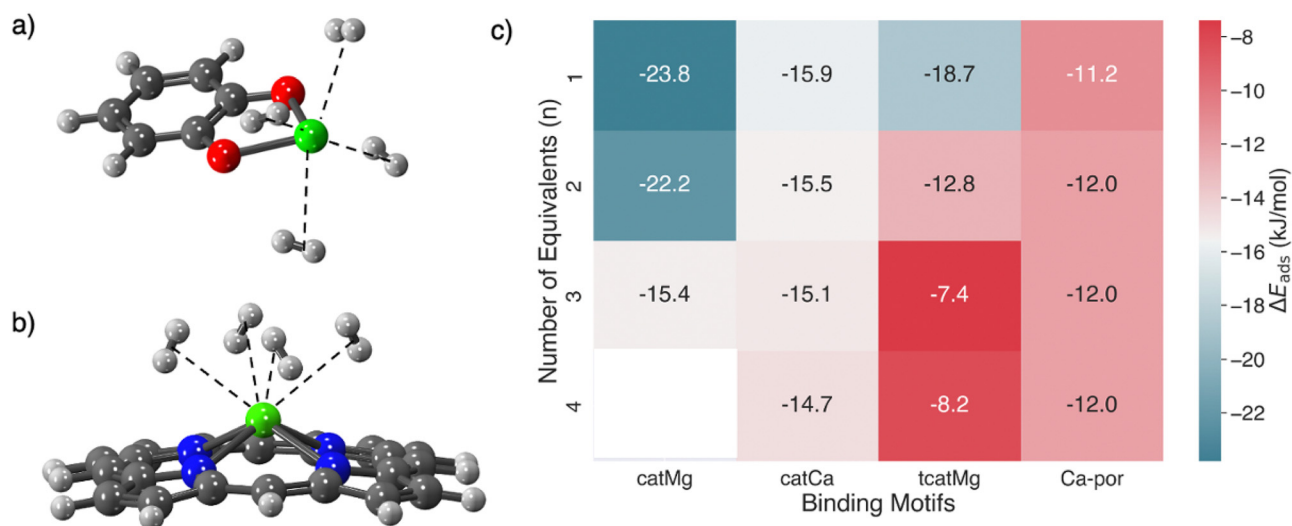 a)
b)
c)
Number of Equivalents (n)
1
-23.8 -15.9 -18.7 -11.2
2
-22.2 -15.5 -12.8 -12.0
3
-15.4 -15.1 -7.4 -12.0
4
-14.7 -8.2 -12.0
catMg catCa tcatMg Ca-por
Binding Motifs
−8
−10
−12
−14
−16
−18
−20
−22
ΔEads (kJ/mol)